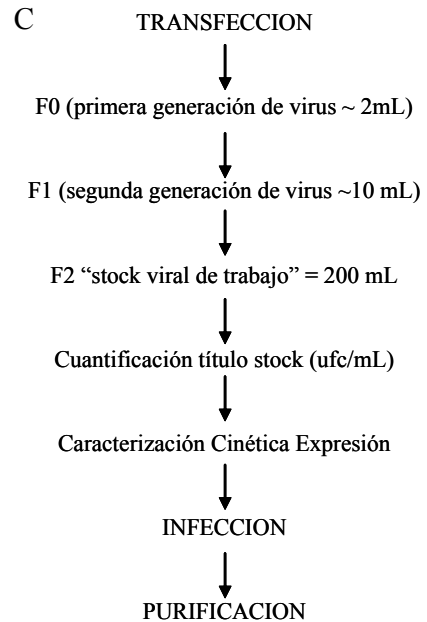 C
TRANSFECCION
F0 (primera generación de virus ~ 2mL)
F1 (segunda generación de virus ~10 mL)
F2 “stock viral de trabajo” = 200 mL
Cuantificación título stock (ufc/mL)
Caracterización Cinética Expresión
INFECCION
PURIFICACION